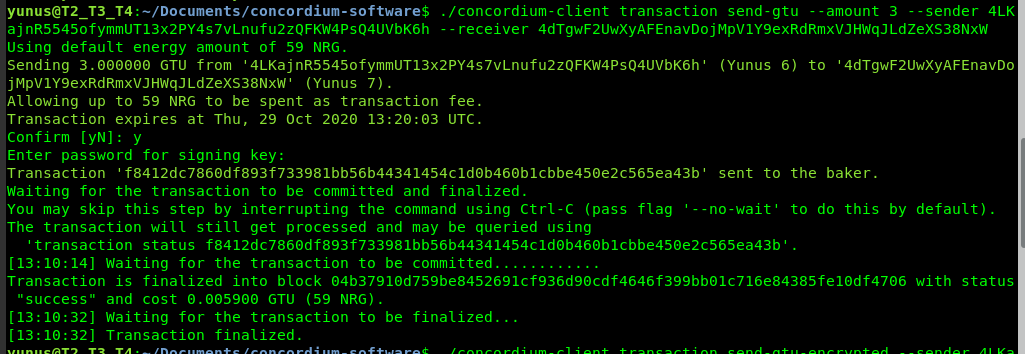 yunus@T2_T3_T4:~/Documents/concordium-software$ ./concordium-client transaction send-gtu --amount 3 --sender 4LK
ajnR5545ofymmUT13x2PY4s7vLnufu2zQFKW4PsQ4UVbK6h --receiver 4dTgwF2UwXyAFEnavDojMpV1Y9exRdRmxVJHWqJLdZeXS38NxW
Using default energy amount of 59 NRG.
Sending 3.000000 GTU from '4LKajnR5545ofymmUT13x2PY4s7vLnufu2zQFKW4PsQ4UVbK6h' (Yunus 6) to '4dTgwF2UwXyAFEnavDo
jMpV1Y9exRdRmxVJHWqJLdZeXS38NxW' (Yunus 7).
Allowing up to 59 NRG to be spent as transaction fee.
Transaction expires at Thu, 29 Oct 2020 13:20:03 UTC.
Confirm [yN]: y
Enter password for signing key:
Transaction 'f8412dc7860df893f733981bb56b44341454c1d0b460b1cbbe450e2c565ea43b' sent to the baker.
Waiting for the transaction to be committed and finalized.
You may skip this step by interrupting the command using Ctrl-C (pass flag '--no-wait' to do this by default).
The transaction will still get processed and may be queried using
  'transaction status f8412dc7860df893f733981bb56b44341454c1d0b460b1cbbe450e2c565ea43b'.
[13:10:14] Waiting for the transaction to be committed............
Transaction is finalized into block 04b37910d759be8452691cf936d90cdf4646f399bb01c716e84385fe10df4706 with status
 "success" and cost 0.005900 GTU (59 NRG).
[13:10:32] Waiting for the transaction to be finalized...
[13:10:32] Transaction finalized.
yunus@T2_T3_T4:~/Documents/concordium-software$ ./concordium-client transaction send-gtu-encrypted --sender 4LKa